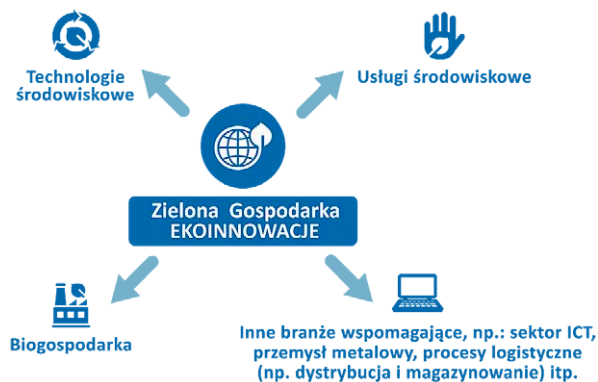 Technologie
środowiskowe
Usługi środowiskowe
Zielona Gospodarka
EKOINNOWACJE
Biogospodarka
Inne branże wspomagające, np.: sektor ICT,
przemysł metalowy, procesy logistyczne
(np. dystrybucja i magazynowanie) itp.